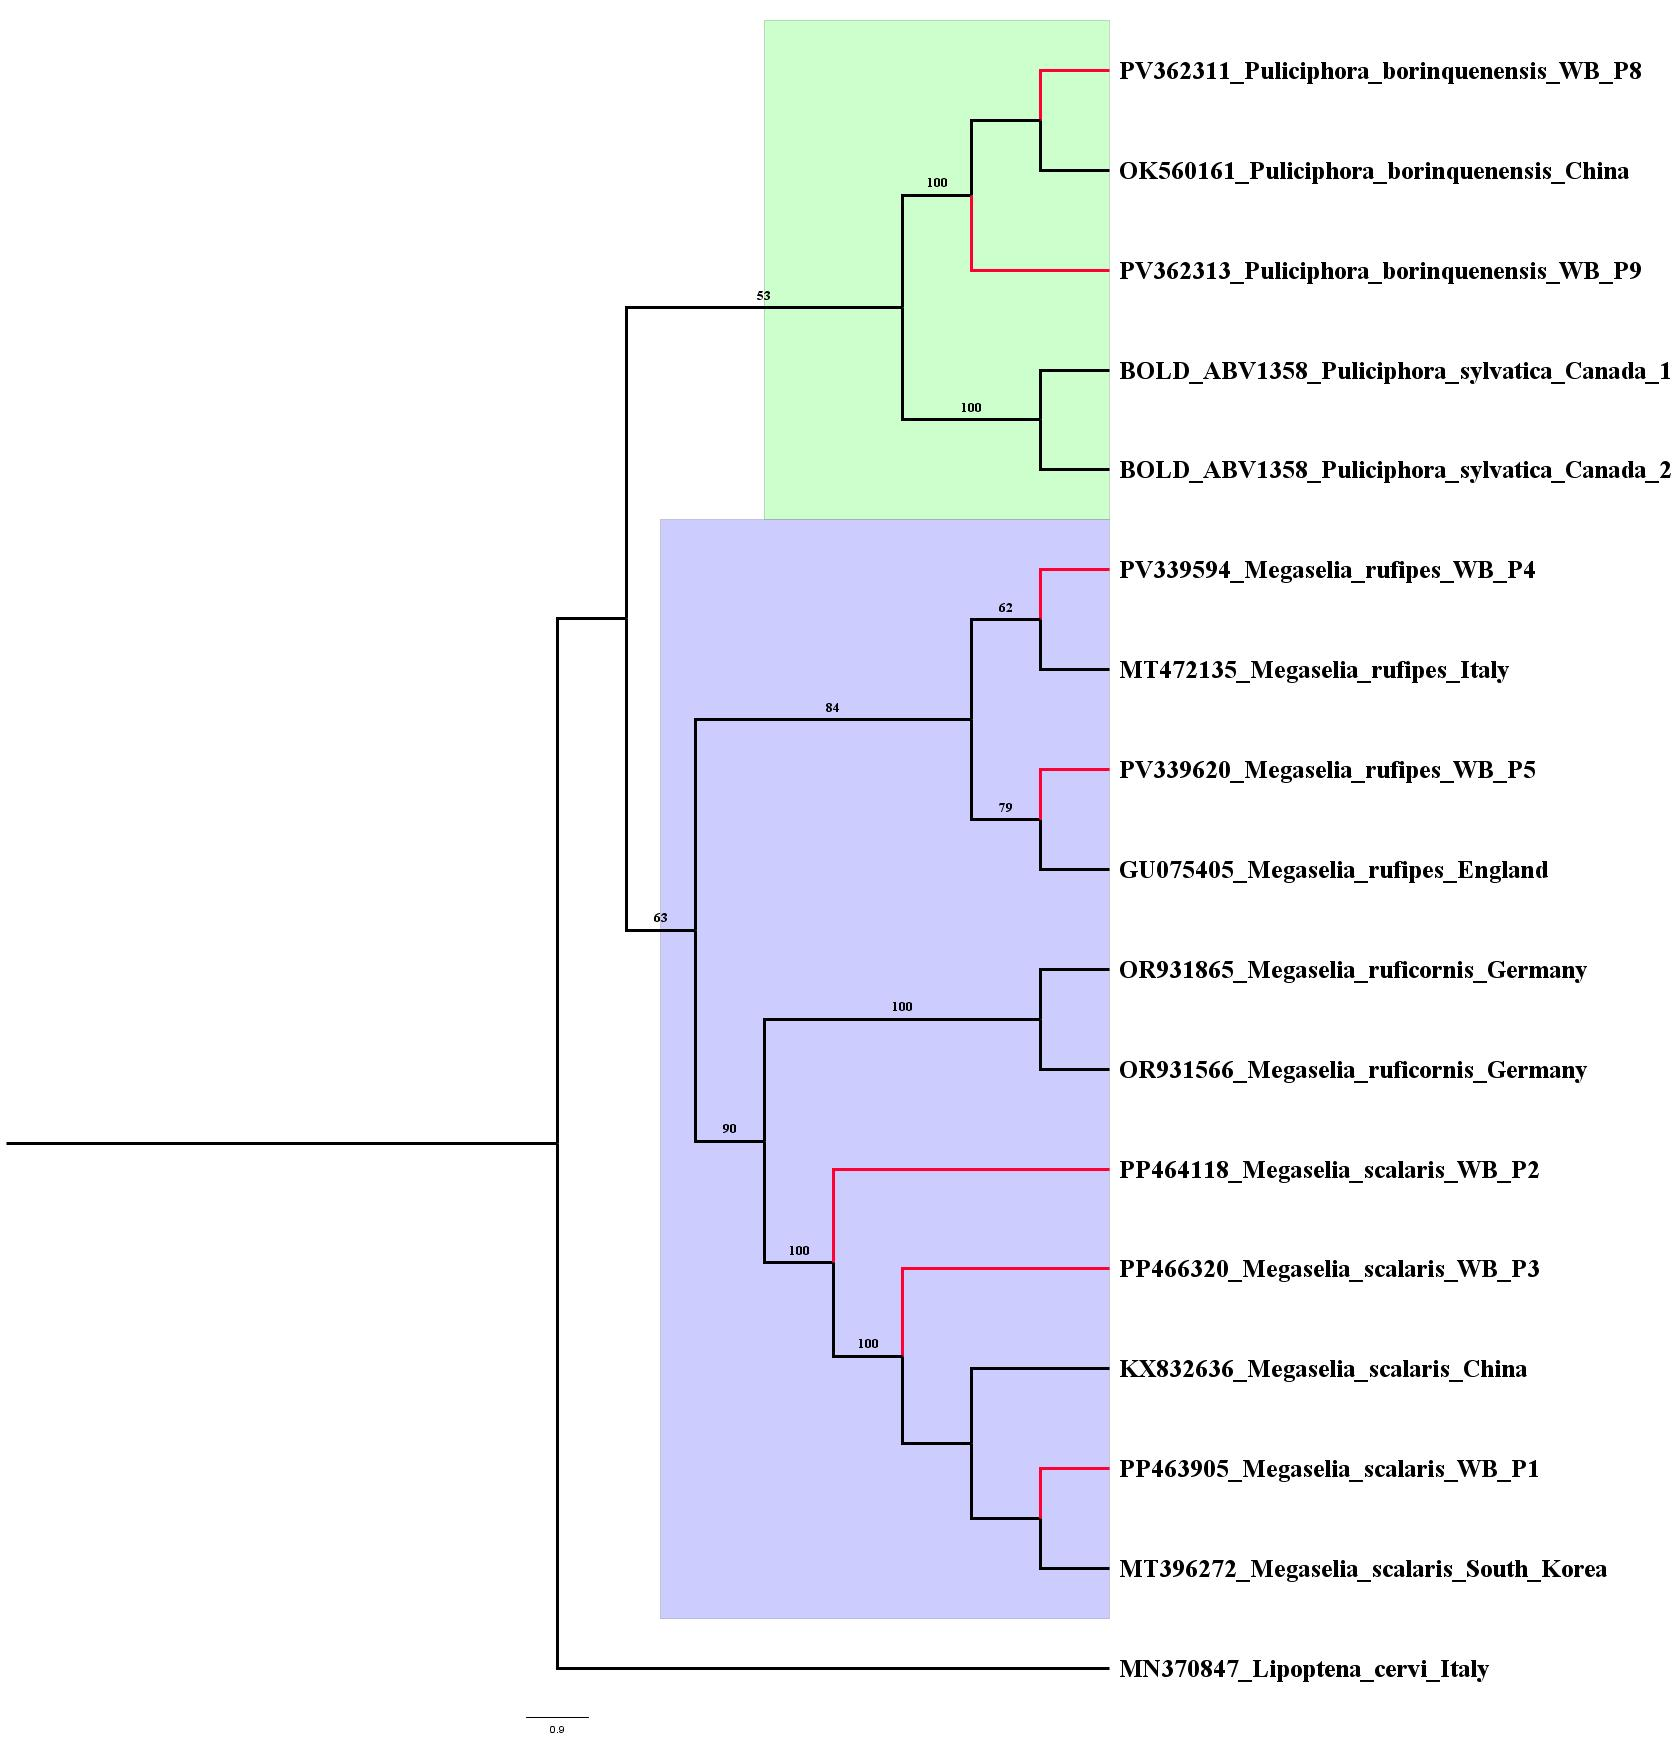 PV362311_Puliciphora_borinquenensis_WB_P8
OK560161_Puliciphora_borinquenensis_China
100
PV362313_Puliciphora_borinquenensis_WB_P9
53
BOLD_ABV1358_Puliciphora_sylvatica_Canada_1
100
BOLD_ABV1358_Puliciphora_sylvatica_Canada_2
PV339594_Megaselia_rufipes_WB_P4
62
MT472135_Megaselia_rufipes_Italy
84
PV339620_Megaselia_rufipes_WB_P5
79
GU075405_Megaselia_rufipes_England
63
OR931865_Megaselia_ruficornis_Germany
100
OR931566_Megaselia_ruficornis_Germany
90
PP464118_Megaselia_scalaris_WB_P2
100
PP466320_Megaselia_scalaris_WB_P3
100
KX832636_Megaselia_scalaris_China
PP463905_Megaselia_scalaris_WB_P1
MT396272_Megaselia_scalaris_South_Korea
MN370847_Lipoptena_cervi_Italy
0.9